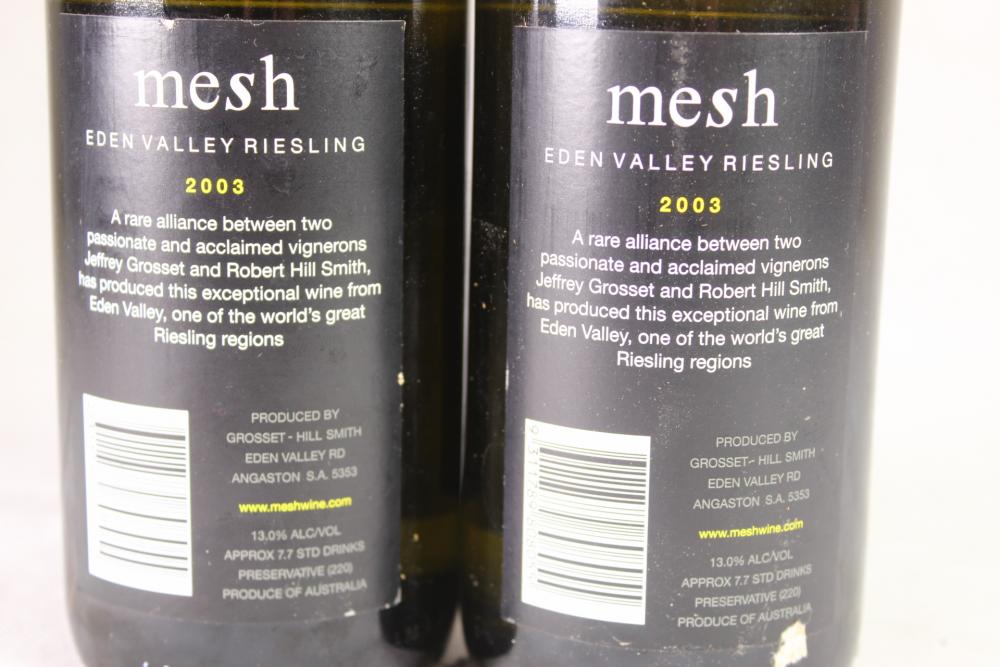 mesh
EDEN VALLEY RIESLING
2003
A rare alliance between two
passionate and acclaimed vignerons
Jeffrey Grosset and Robert Hill Smith,
has produced this exceptional wine from
Eden Valley, one of the world's great
Riesling regions
PRODUCED BY
GROSSET - HILL SMITH
EDEN VALLEY RD
ANGASTON S.A. 5353
www.meshwine.com
13.0% ALC/VOL
APPROX 7.7 STD DRINKS
PRESERVATIVE (220)
PRODUCE OF AUSTRALIA
mesh
EDEN VALLEY RIESLING
2003
A rare alliance between two
passionate and acclaimed vignerons
Jeffrey Grosset and Robert Hill Smith,
has produced this exceptional wine from
Eden Valley, one of the world's great
Riesling regions
PRODUCED BY
GROSSET - HILL SMITH
EDEN VALLEY RD
ANGASTON S.A. 5353
www.meshwine.com
13.0% ALC/VOL
APPROX 7.7 STD DRINKS
PRESERVATIVE (220)
PRODUCE OF AUSTRALIA